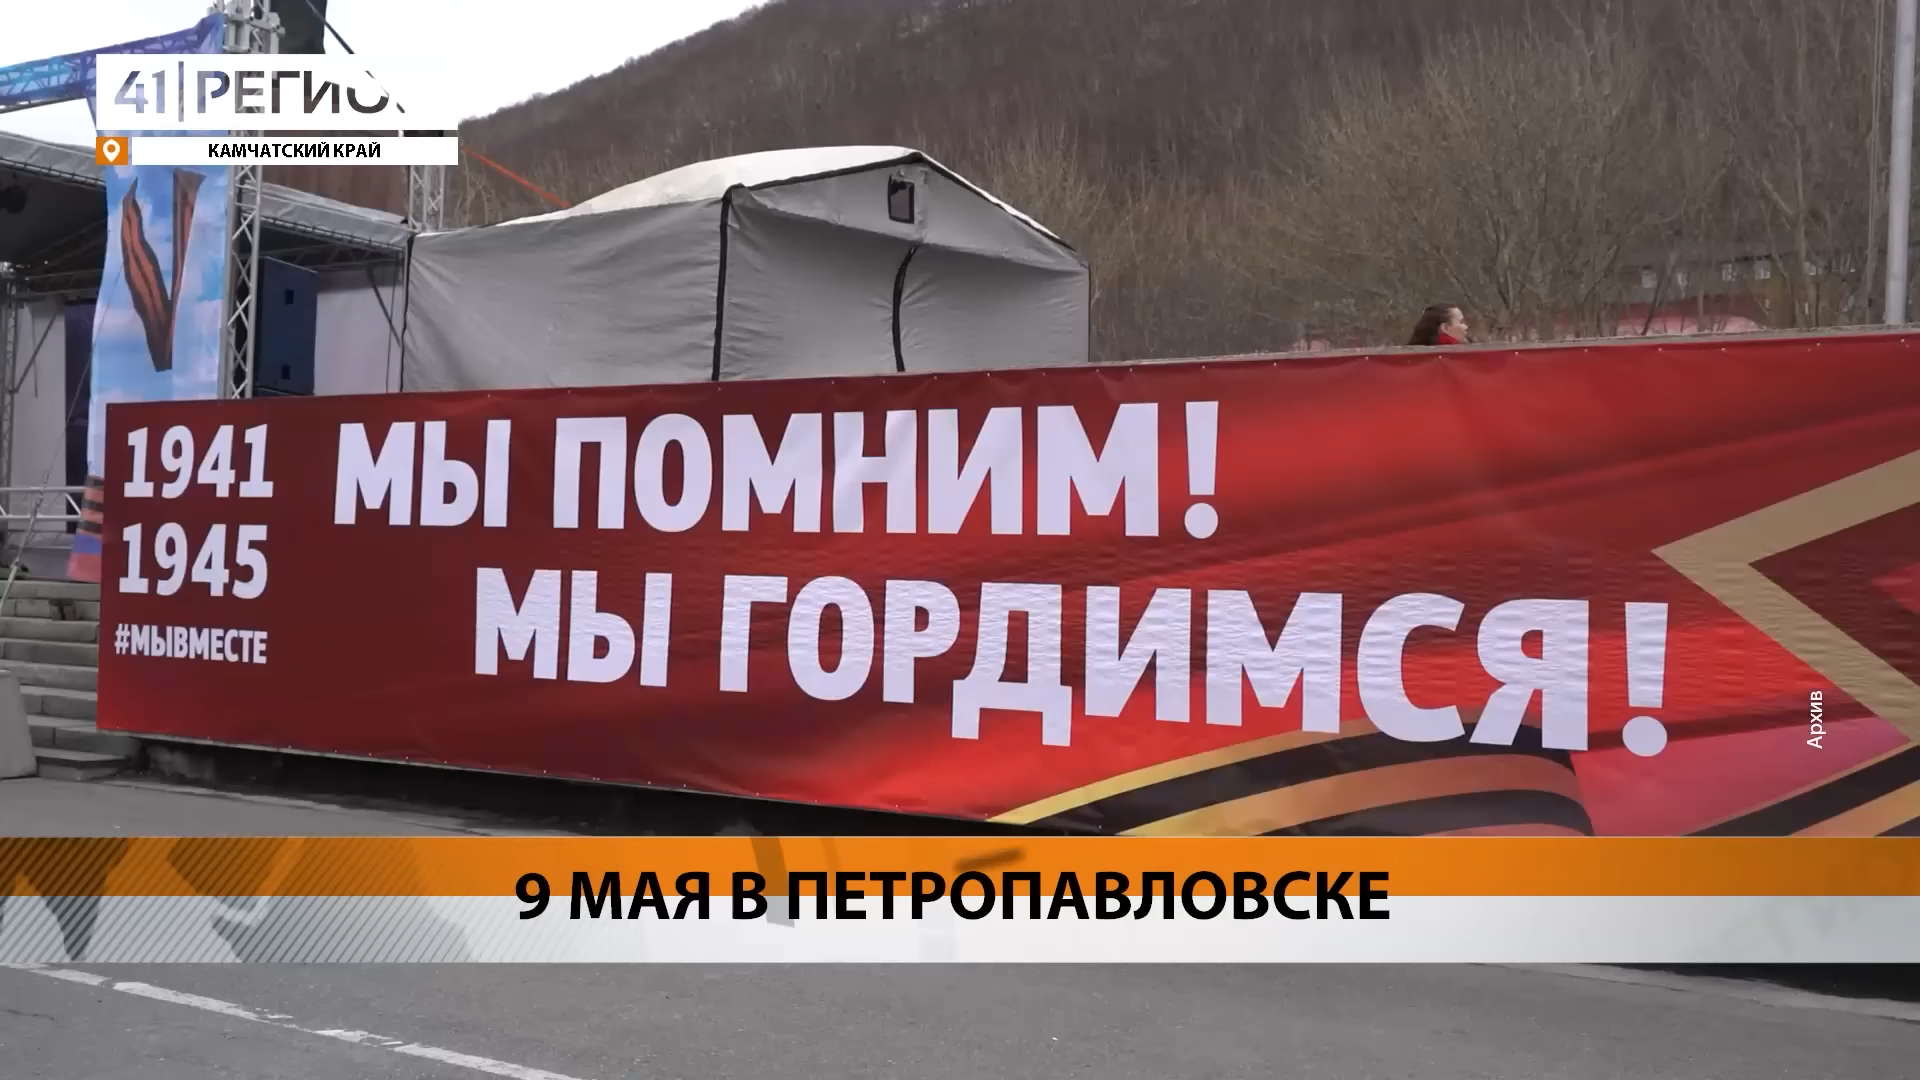 41|РЕГИО
КАМЧАТСКИЙ КРАЙ
1941 МЫ ПОМНИМ!
1945 МЫ ГОРДИМСЯ!
#МЫВМЕСТЕ
Архив
9 МАЯ В ПЕТРОПАВЛОВСКЕ